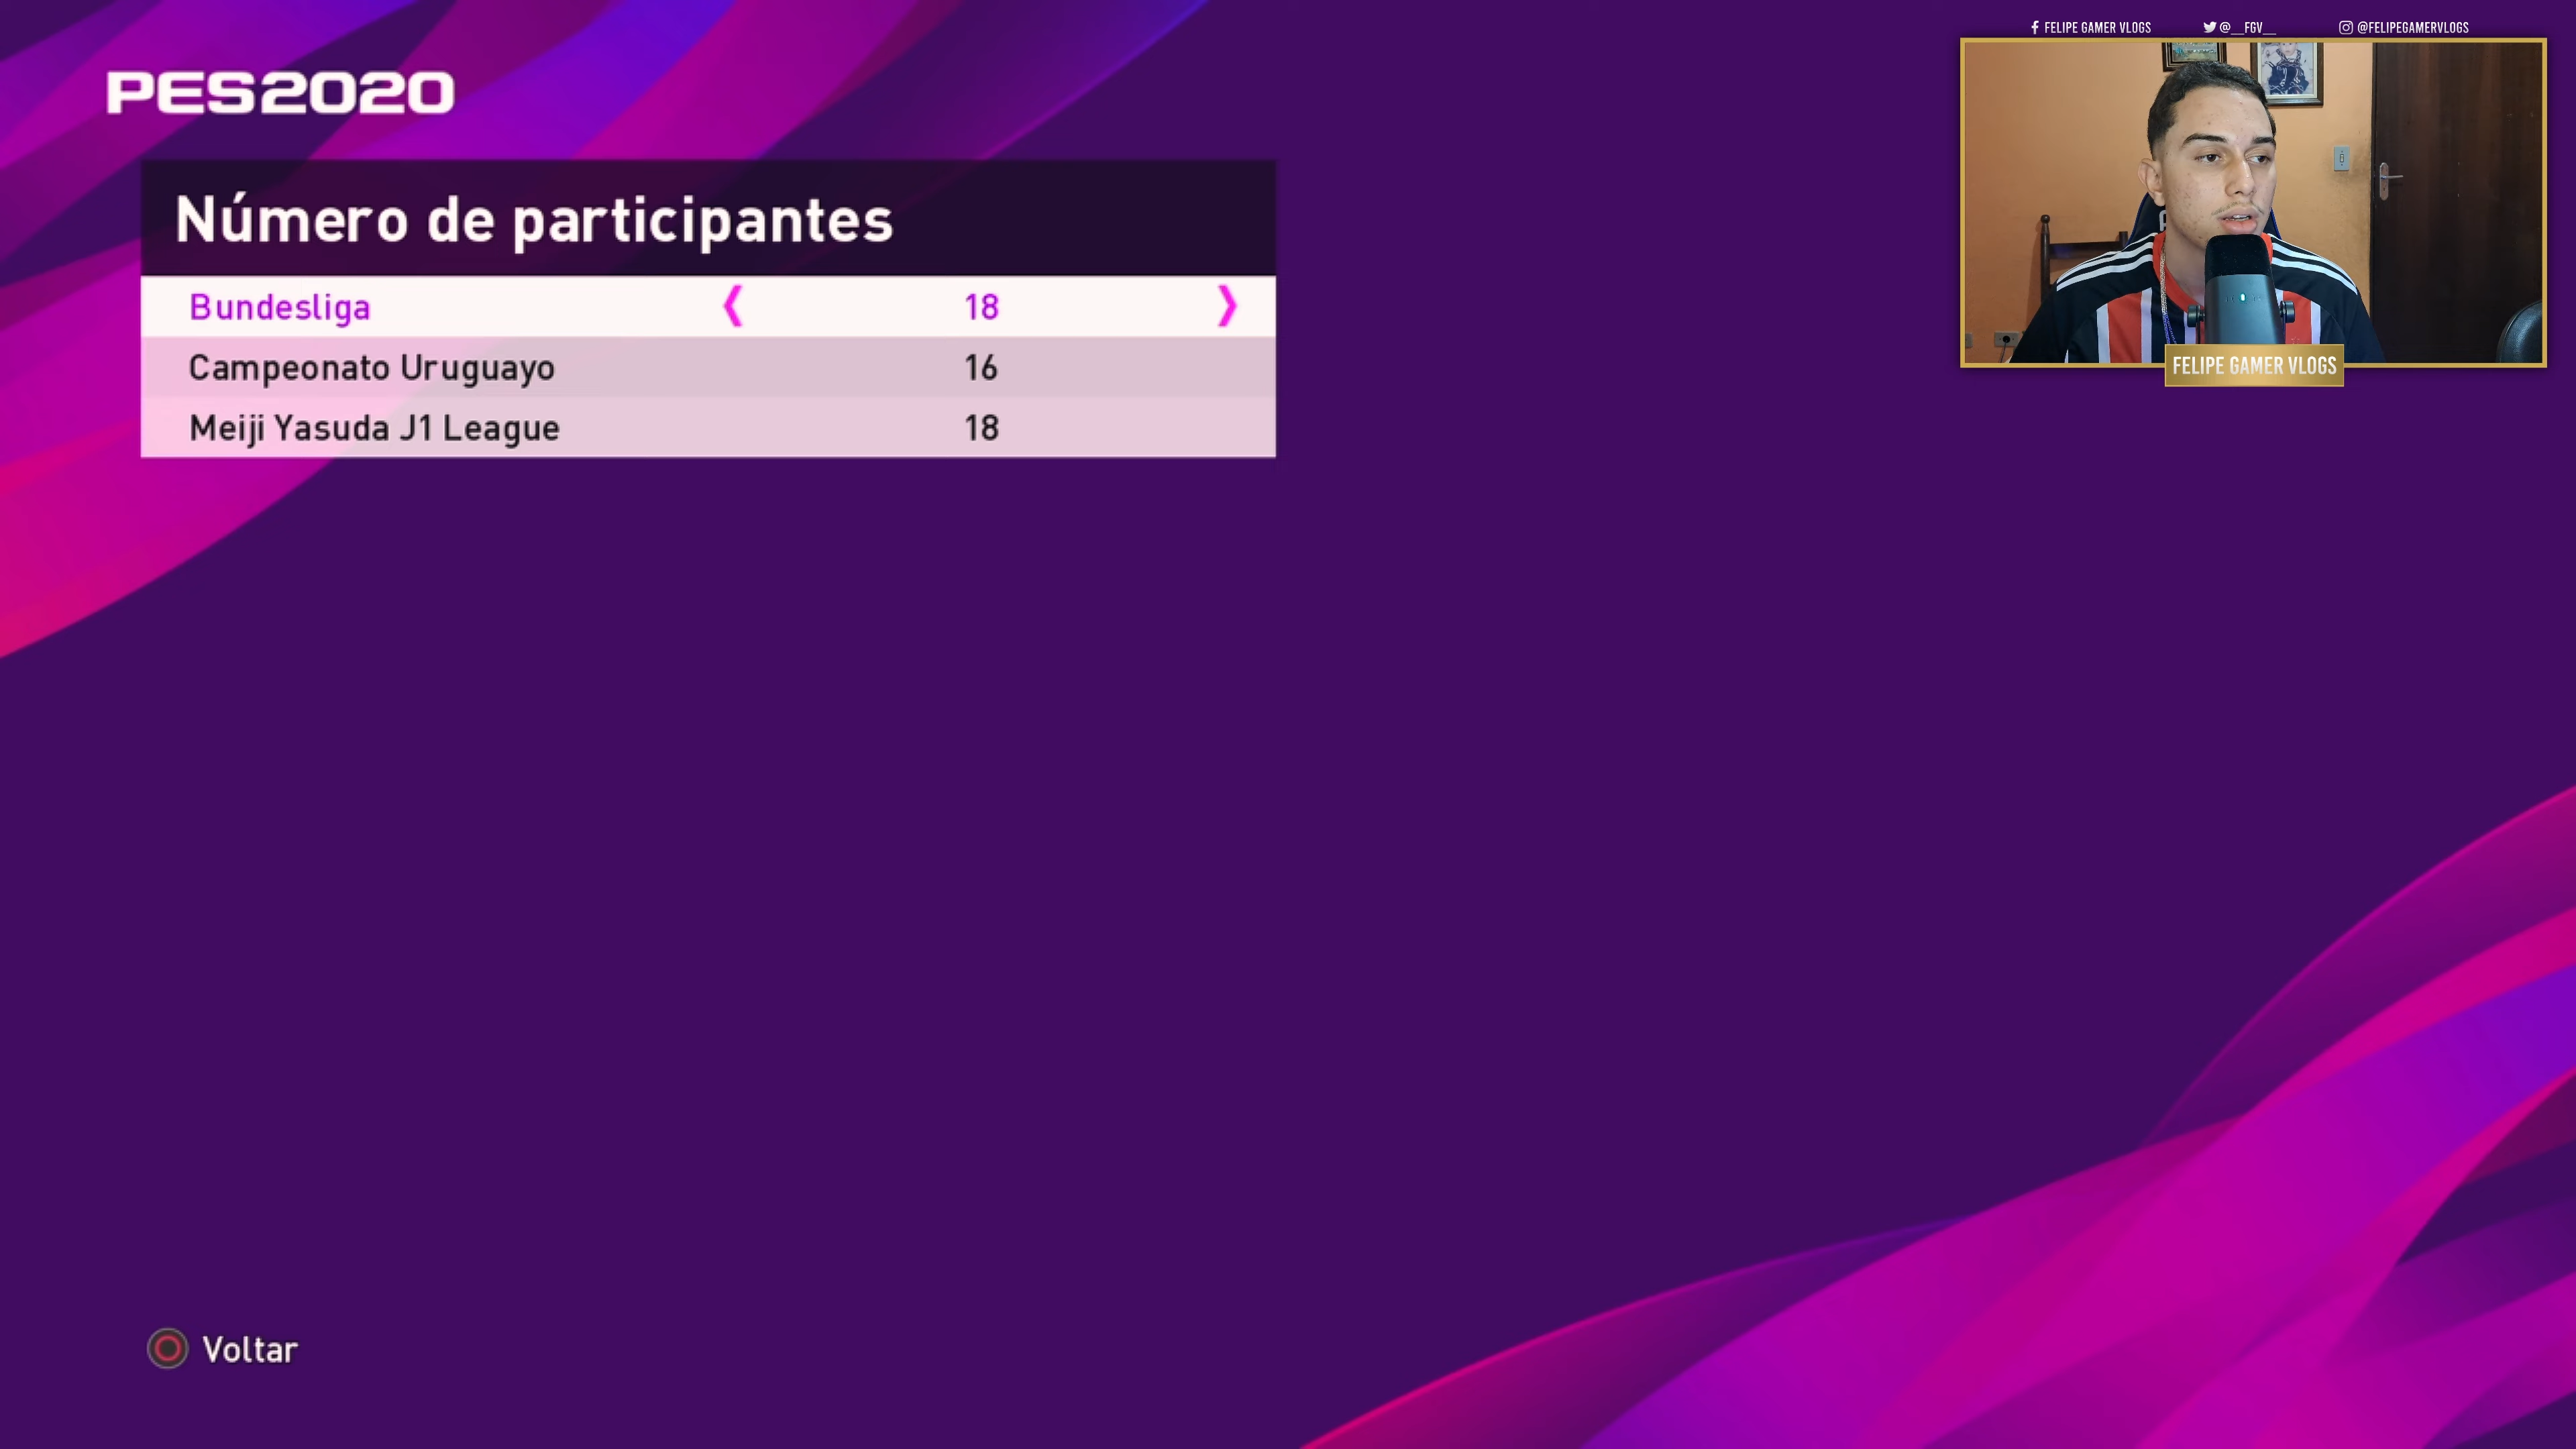 FELIPE GAMER VLOGS @__FGV__ @FELIPEGAMERVLOGS
PES2020
Número de participantes
Bundesliga 18
Campeonato Uruguayo 16
Meiji Yasuda J1 League 18
FELIPE GAMER VLOGS
Voltar